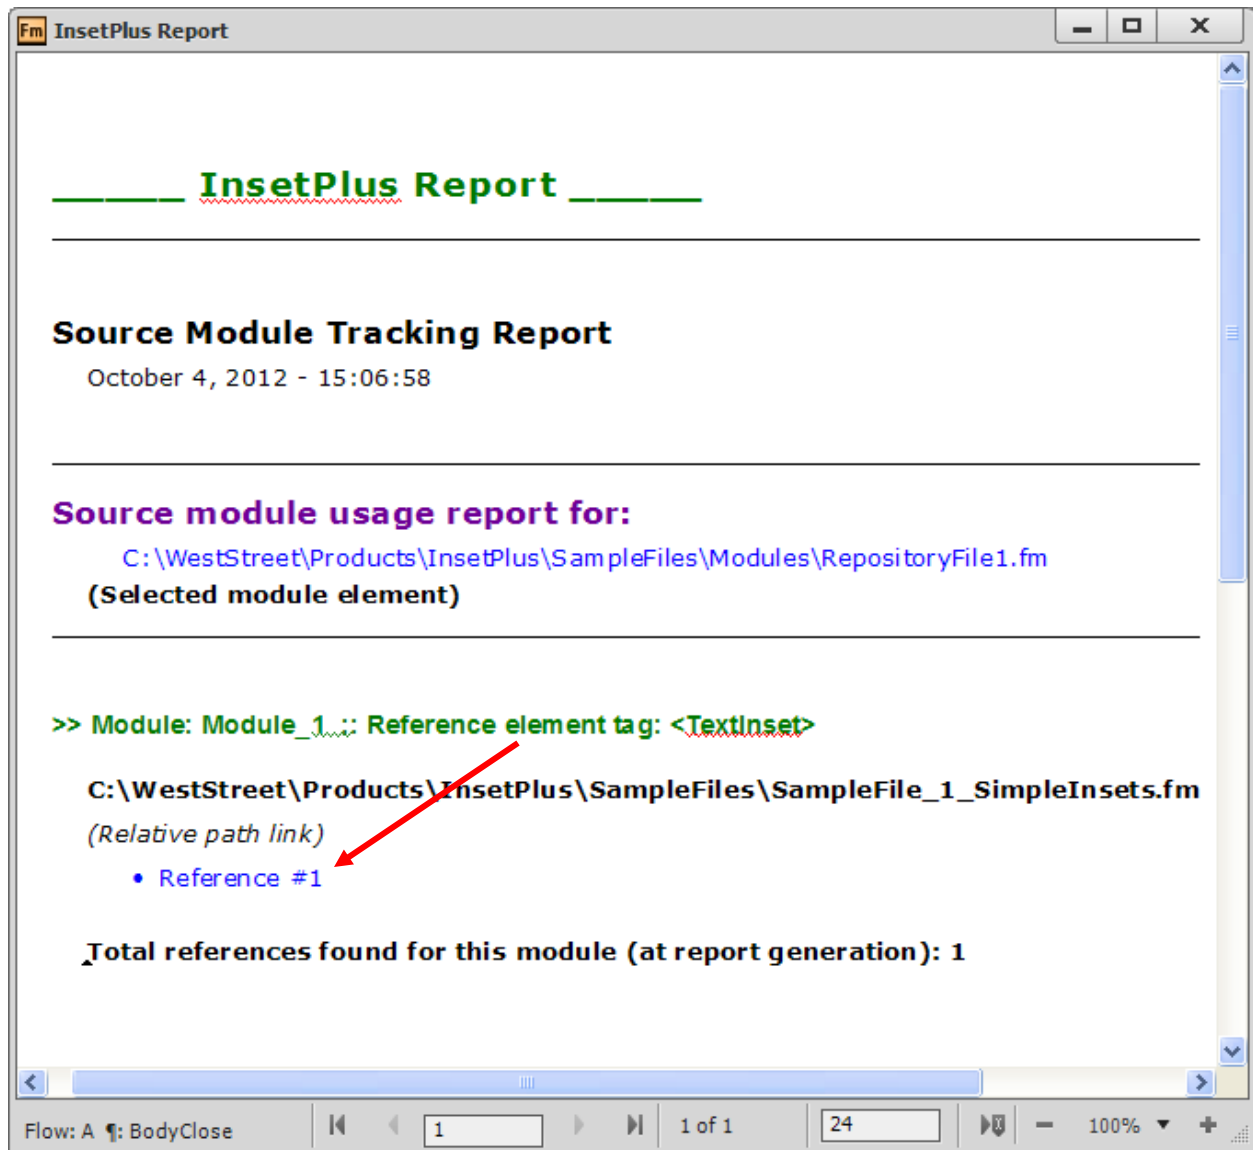 Fm InsetPlus Report
_____ InsetPlus Report _____
Source Module Tracking Report
October 4, 2012 - 15:06:58
Source module usage report for:
C:\WestStreet\Products\InsetPlus\SampleFiles\Modules\RepositoryFile1.fm
(Selected module element)
>> Module: Module_1 :: Reference element tag: <TextInset>
C:\WestStreet\Products\InsetPlus\SampleFiles\SampleFile_1_SimpleInsets.fm
(Relative path link)
• Reference #1
Total references found for this module (at report generation): 1
Flow: A ¶: BodyClose 1 1 of 1 24 100%